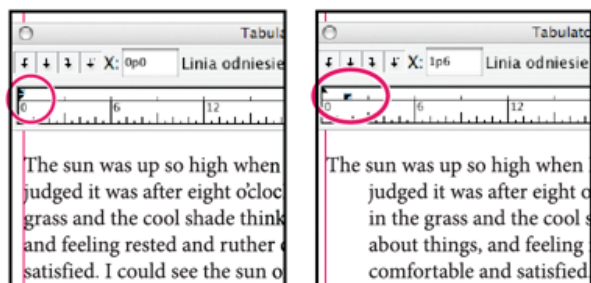 Tabula
X: 0p0 Linia odniesie
0 6 12
The sun was up so high when
judged it was after eight o'cloc
grass and the cool shade think
and feeling rested and ruther
satisfied. I could see the sun o
Tabulato
X: 1p6 Linia odniesie
0 6 12
The sun was up so high when
judged it was after eight o
in the grass and the cool s
about things, and feeling
comfortable and satisfied.